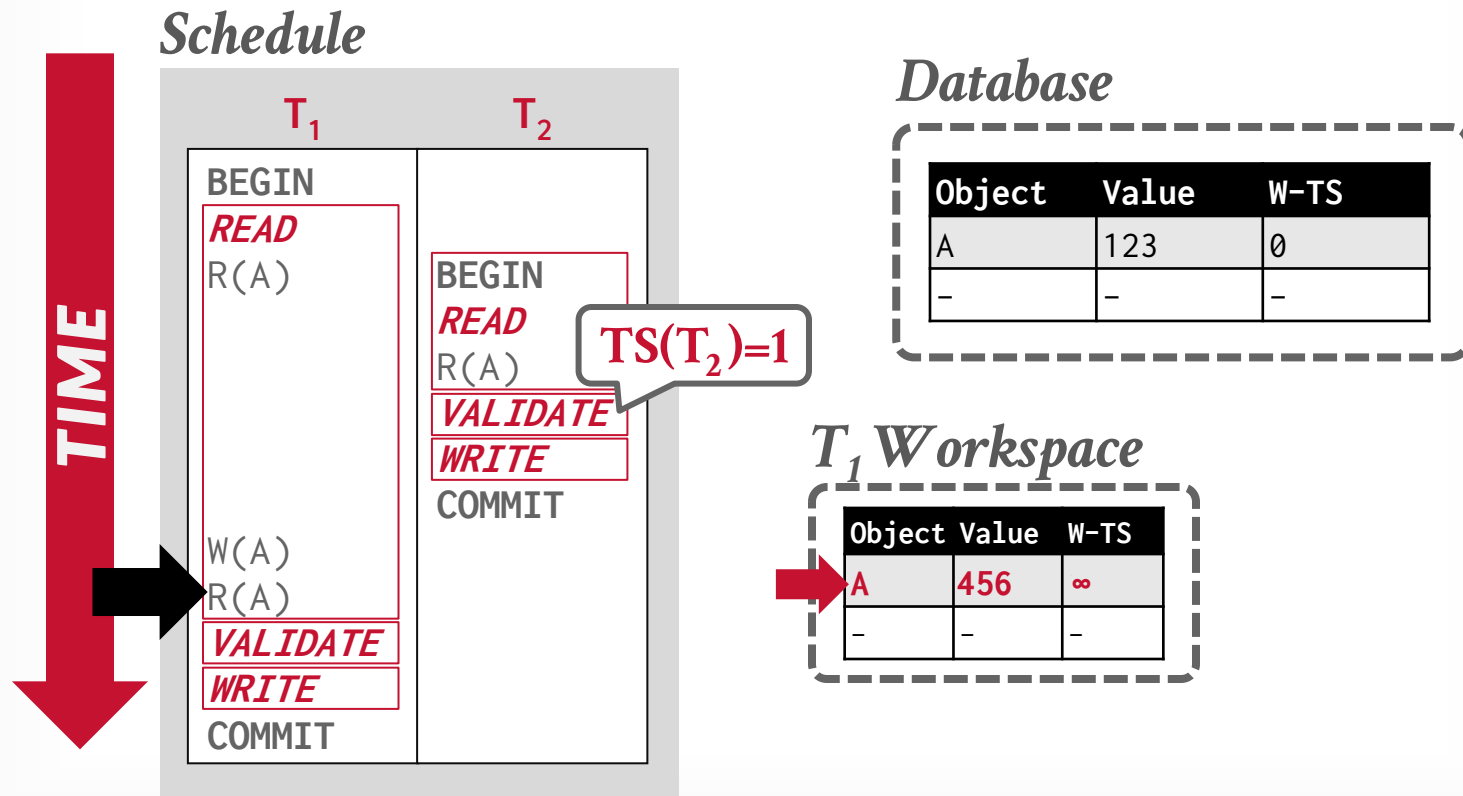 Schedule
TIME
T1 T2
BEGIN
READ
R(A) BEGIN
READ
R(A)
TS(T2)=1
VALIDATE
WRITE
COMMIT
W(A)
R(A)
VALIDATE
WRITE
COMMIT
Database
Object Value W-TS
A 123 0
- - -
T1 Workspace
Object Value W-TS
A 456 ∞
- - -